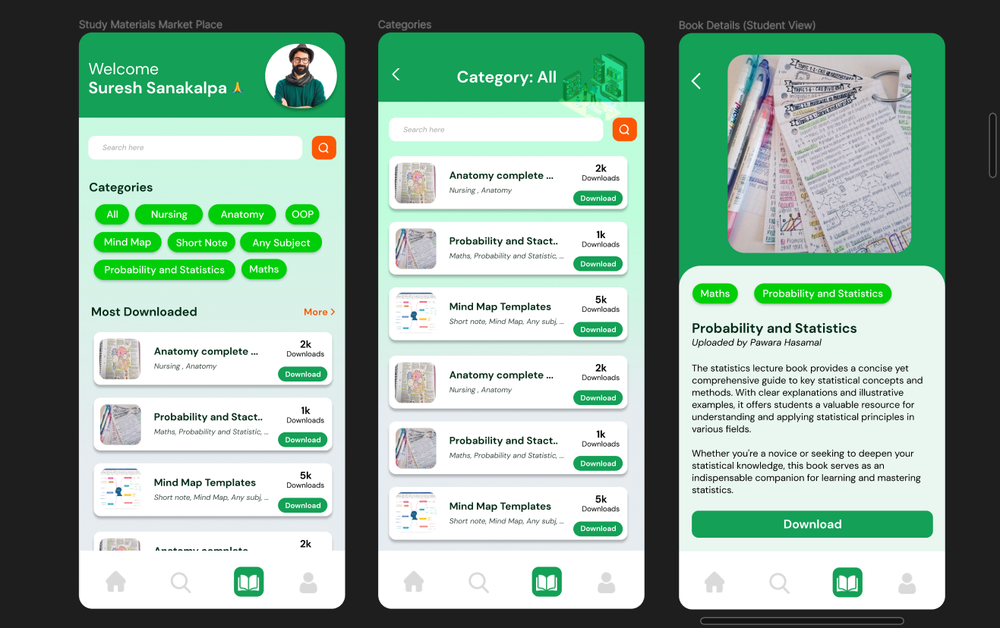 Study Materials Market Place
Welcome
Suresh Sanakalpa 🙏
Search here
Categories
All
Nursing
Anatomy
OOP
Mind Map
Short Note
Any Subject
Probability and Statistics
Maths
Most Downloaded
More >
Anatomy complete ...
Nursing , Anatomy
2k
Downloads
Download
Probability and Stact..
Maths, Probability and Statistic, ...
1k
Downloads
Download
Mind Map Templates
Short note, Mind Map, Any subj, ...
5k
Downloads
Download
Anatomy complete
2k
Categories
Category: All
Search here
Anatomy complete ...
Nursing , Anatomy
2k
Downloads
Download
Probability and Stact..
Maths, Probability and Statistic, ...
1k
Downloads
Download
Mind Map Templates
Short note, Mind Map, Any subj, ...
5k
Downloads
Download
Anatomy complete ...
Nursing , Anatomy
2k
Downloads
Download
Probability and Stact..
Maths, Probability and Statistic, ...
1k
Downloads
Download
Mind Map Templates
Short note, Mind Map, Any subj, ...
5k
Downloads
Download
Book Details (Student View)
Maths
Probability and Statistics
Probability and Statistics
Uploaded by Pawara Hasamal
The statistics lecture book provides a concise yet
comprehensive guide to key statistical concepts and
methods. With clear explanations and illustrative
examples, it offers students a valuable resource for
understanding and applying statistical principles in
various fields.
Whether you're a novice or seeking to deepen your
statistical knowledge, this book serves as an
indispensable companion for learning and mastering
statistics.
Download